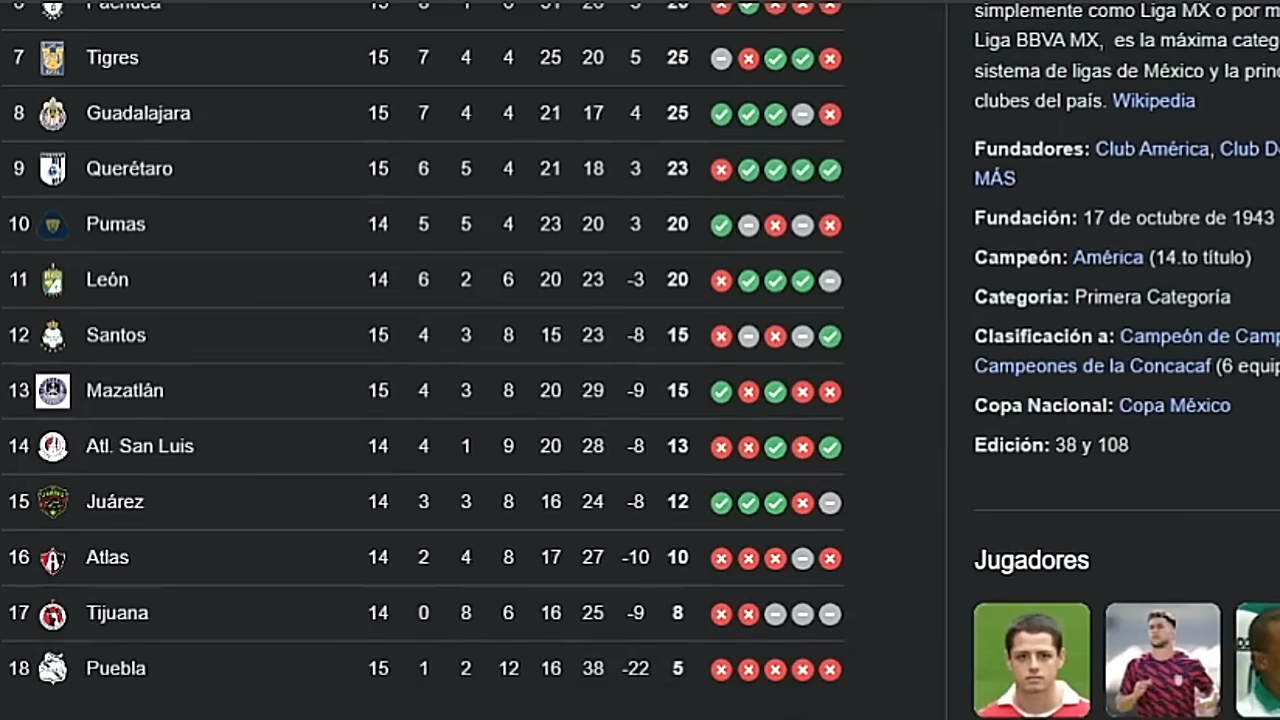 7 Tigres 15 7 4 4 25 20 5 25
8 Guadalajara 15 7 4 4 21 17 4 25
9 Querétaro 15 6 5 4 21 18 3 23
10 Pumas 14 5 5 4 23 20 3 20
11 León 14 6 2 6 20 23 -3 20
12 Santos 15 4 3 8 15 23 -8 15
13 Mazatlán 15 4 3 8 20 29 -9 15
14 Atl. San Luis 14 4 1 9 20 28 -8 13
15 Juárez 14 3 3 8 16 24 -8 12
16 Atlas 14 2 4 8 17 27 -10 10
17 Tijuana 14 0 8 6 16 25 -9 8
18 Puebla 15 1 2 12 16 38 -22 5
simplemente como Liga MX o por m
Liga BBVA MX, es la máxima categ
sistema de ligas de México y la prin
clubes del país. Wikipedia
Fundadores: Club América, Club De
MÁS
Fundación: 17 de octubre de 1943
Campeón: América (14.to título)
Categoría: Primera Categoría
Clasificación a: Campeón de Camp
Campeones de la Concacaf (6 equip
Copa Nacional: Copa México
Edición: 38 y 108
Jugadores